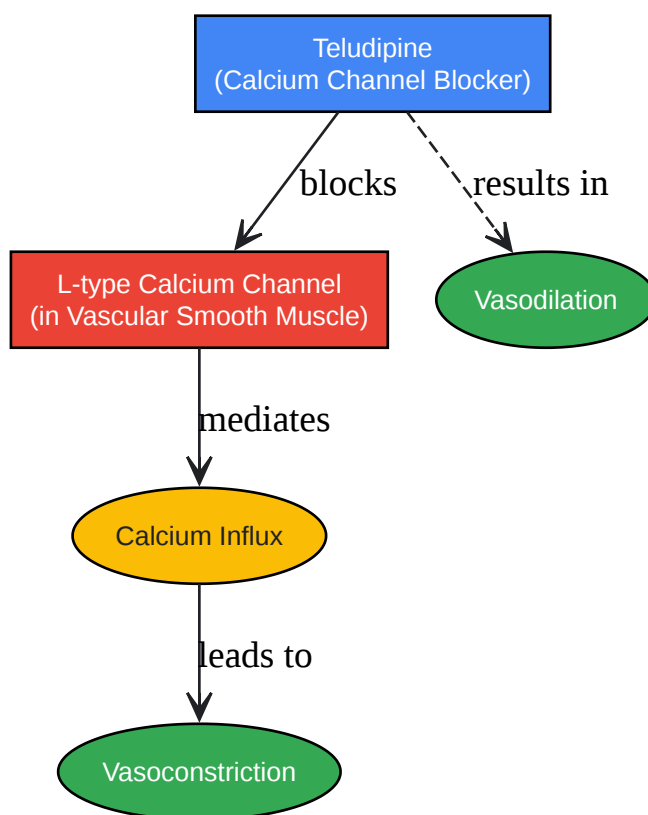 Teludipine
(Calcium Channel Blocker)
blocks
results in
L-type Calcium Channel
(in Vascular Smooth Muscle)
Vasodilation
mediates
Calcium Influx
leads to
Vasoconstriction